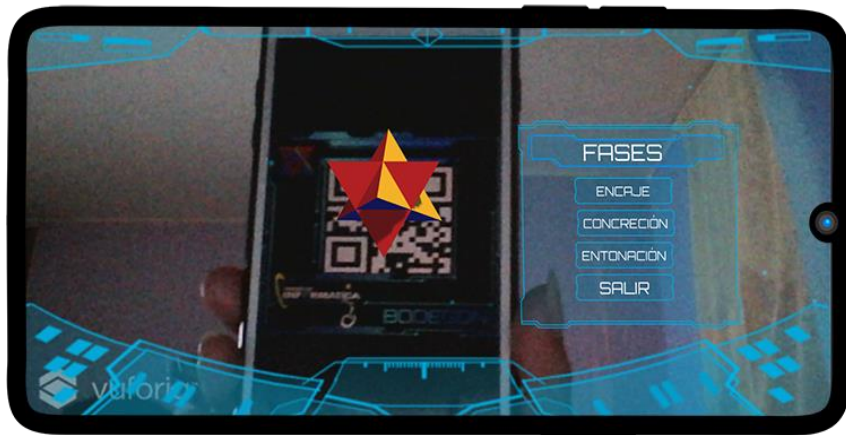 FASES
ENCAJE
CONCRECIÓN
ENTONACIÓN
SALIR
INFORMATICA
BODEGON
vuforia